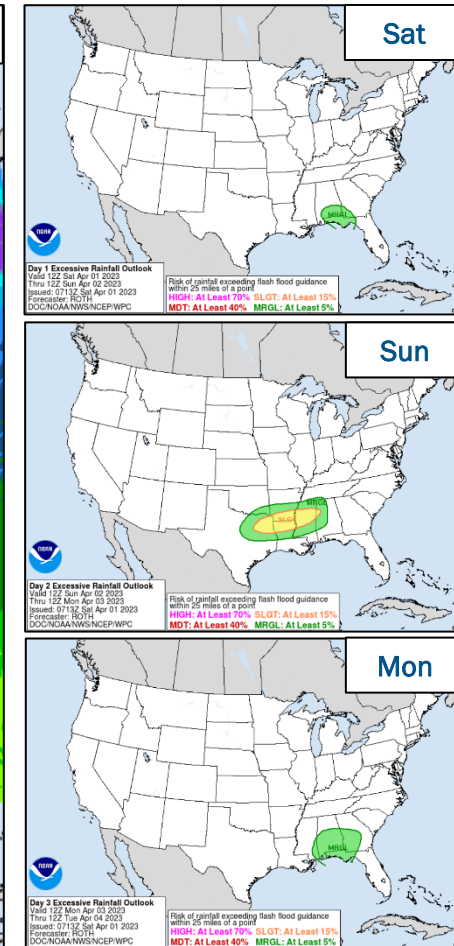 Sat
MRGL
NOAA
Day 1 Excessive Rainfall Outlook
Valid 12Z Sat Apr 01 2023
Thru 12Z Sun Apr 02 2023
Issued: 0713Z Sat Apr 01 2023
Forecaster: ROTH
DOC/NOAA/NWS/NCEP/WPC
Risk of rainfall exceeding flash flood guidance
within 25 miles of a point
HIGH: At Least 70% SLGT: At Least 15%
MDT: At Least 40% MRGL: At Least 5%
Sun
MRGL
SLGT
NOAA
Day 2 Excessive Rainfall Outlook
Valid 12Z Sun Apr 02 2023
Thru 12Z Mon Apr 03 2023
Issued: 0713Z Sat Apr 01 2023
Forecaster: ROTH
DOC/NOAA/NWS/NCEP/WPC
Risk of rainfall exceeding flash flood guidance
within 25 miles of a point
HIGH: At Least 70% SLGT: At Least 15%
MDT: At Least 40% MRGL: At Least 5%
Mon
MRGL
NOAA
Day 3 Excessive Rainfall Outlook
Valid 12Z Mon Apr 03 2023
Thru 12Z Tue Apr 04 2023
Issued: 0713Z Sat Apr 01 2023
Forecaster: ROTH
DOC/NOAA/NWS/NCEP/WPC
Risk of rainfall exceeding flash flood guidance
within 25 miles of a point
HIGH: At Least 70% SLGT: At Least 15%
MDT: At Least 40% MRGL: At Least 5%